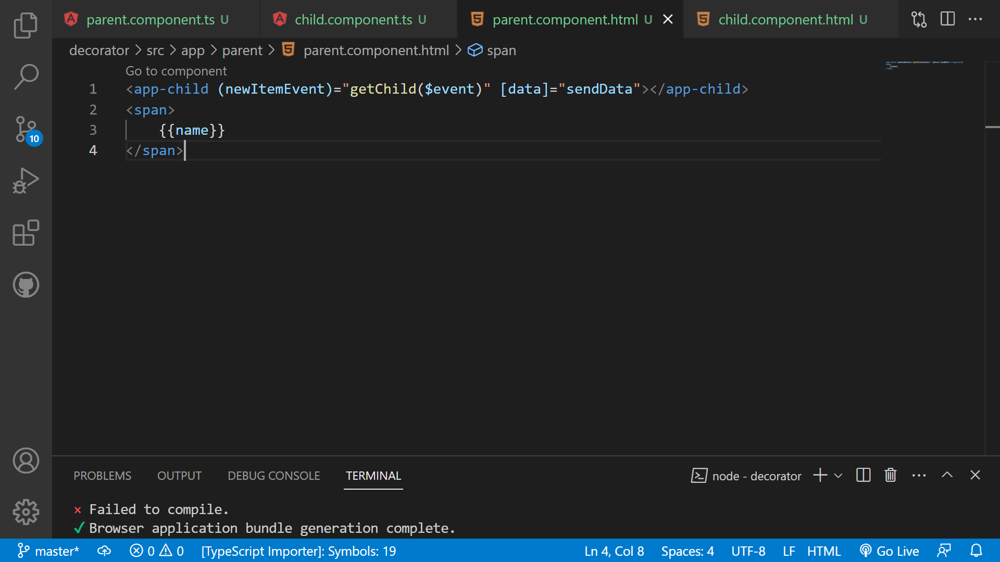 parent.component.ts U
child.component.ts U
parent.component.html U
child.component.html U
decorator > src > app > parent > parent.component.html > span
Go to component
1 <app-child (newItemEvent)="getChild($event)" [data]="sendData"></app-child>
2 <span>
3 {{name}}
4 </span>
10
PROBLEMS OUTPUT DEBUG CONSOLE TERMINAL
node - decorator
× Failed to compile.
✓ Browser application bundle generation complete.
master* 0 0 [TypeScript Importer]: Symbols: 19 Ln 4, Col 8 Spaces: 4 UTF-8 LF HTML Go Live